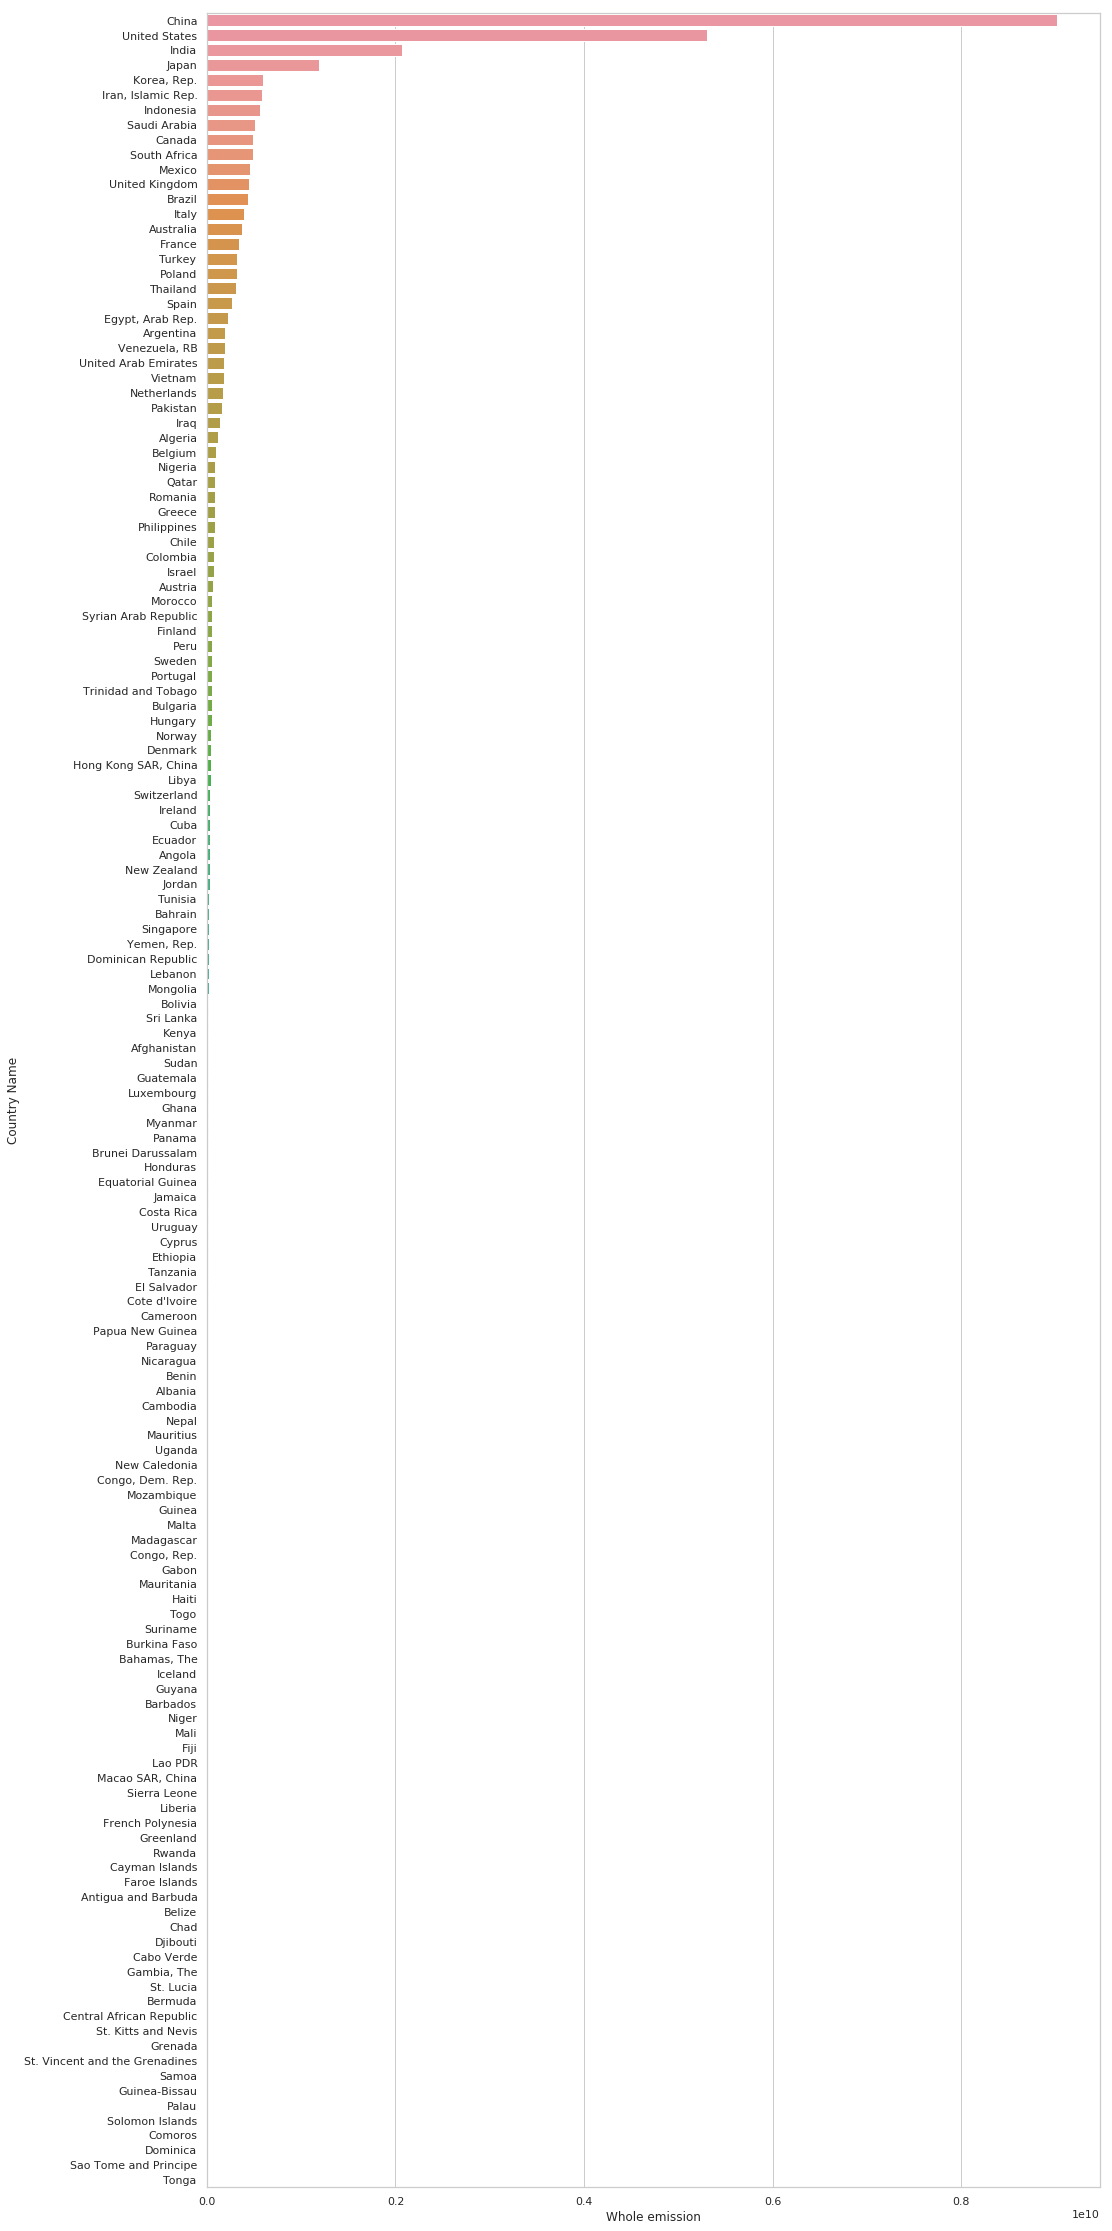 China
United States
India
Japan
Korea, Rep.
Iran, Islamic Rep.
Indonesia
Saudi Arabia
Canada
South Africa
Mexico
United Kingdom
Brazil
Italy
Australia
France
Turkey
Poland
Thailand
Spain
Egypt, Arab Rep.
Argentina
Venezuela, RB
United Arab Emirates
Vietnam
Netherlands
Pakistan
Iraq
Algeria
Belgium
Nigeria
Qatar
Romania
Greece
Philippines
Chile
Colombia
Israel
Austria
Morocco
Syrian Arab Republic
Finland
Peru
Sweden
Portugal
Trinidad and Tobago
Bulgaria
Hungary
Norway
Denmark
Hong Kong SAR, China
Libya
Switzerland
Ireland
Cuba
Ecuador
Angola
New Zealand
Jordan
Tunisia
Bahrain
Singapore
Yemen, Rep.
Dominican Republic
Lebanon
Mongolia
Bolivia
Sri Lanka
Kenya
Afghanistan
Sudan
Guatemala
Luxembourg
Ghana
Myanmar
Panama
Brunei Darussalam
Honduras
Equatorial Guinea
Jamaica
Costa Rica
Uruguay
Cyprus
Ethiopia
Tanzania
El Salvador
Cote d'Ivoire
Cameroon
Papua New Guinea
Paraguay
Nicaragua
Benin
Albania
Cambodia
Nepal
Mauritius
Uganda
New Caledonia
Congo, Dem. Rep.
Mozambique
Guinea
Malta
Madagascar
Congo, Rep.
Gabon
Mauritania
Haiti
Togo
Suriname
Burkina Faso
Bahamas, The
Iceland
Guyana
Barbados
Niger
Mali
Fiji
Lao PDR
Macao SAR, China
Sierra Leone
Liberia
French Polynesia
Greenland
Rwanda
Cayman Islands
Faroe Islands
Antigua and Barbuda
Belize
Chad
Djibouti
Cabo Verde
Gambia, The
St. Lucia
Bermuda
Central African Republic
St. Kitts and Nevis
Grenada
St. Vincent and the Grenadines
Samoa
Guinea-Bissau
Palau
Solomon Islands
Comoros
Dominica
Sao Tome and Principe
Tonga
Country Name
0.0 0.2 0.4 0.6 0.8
1e10
Whole emission